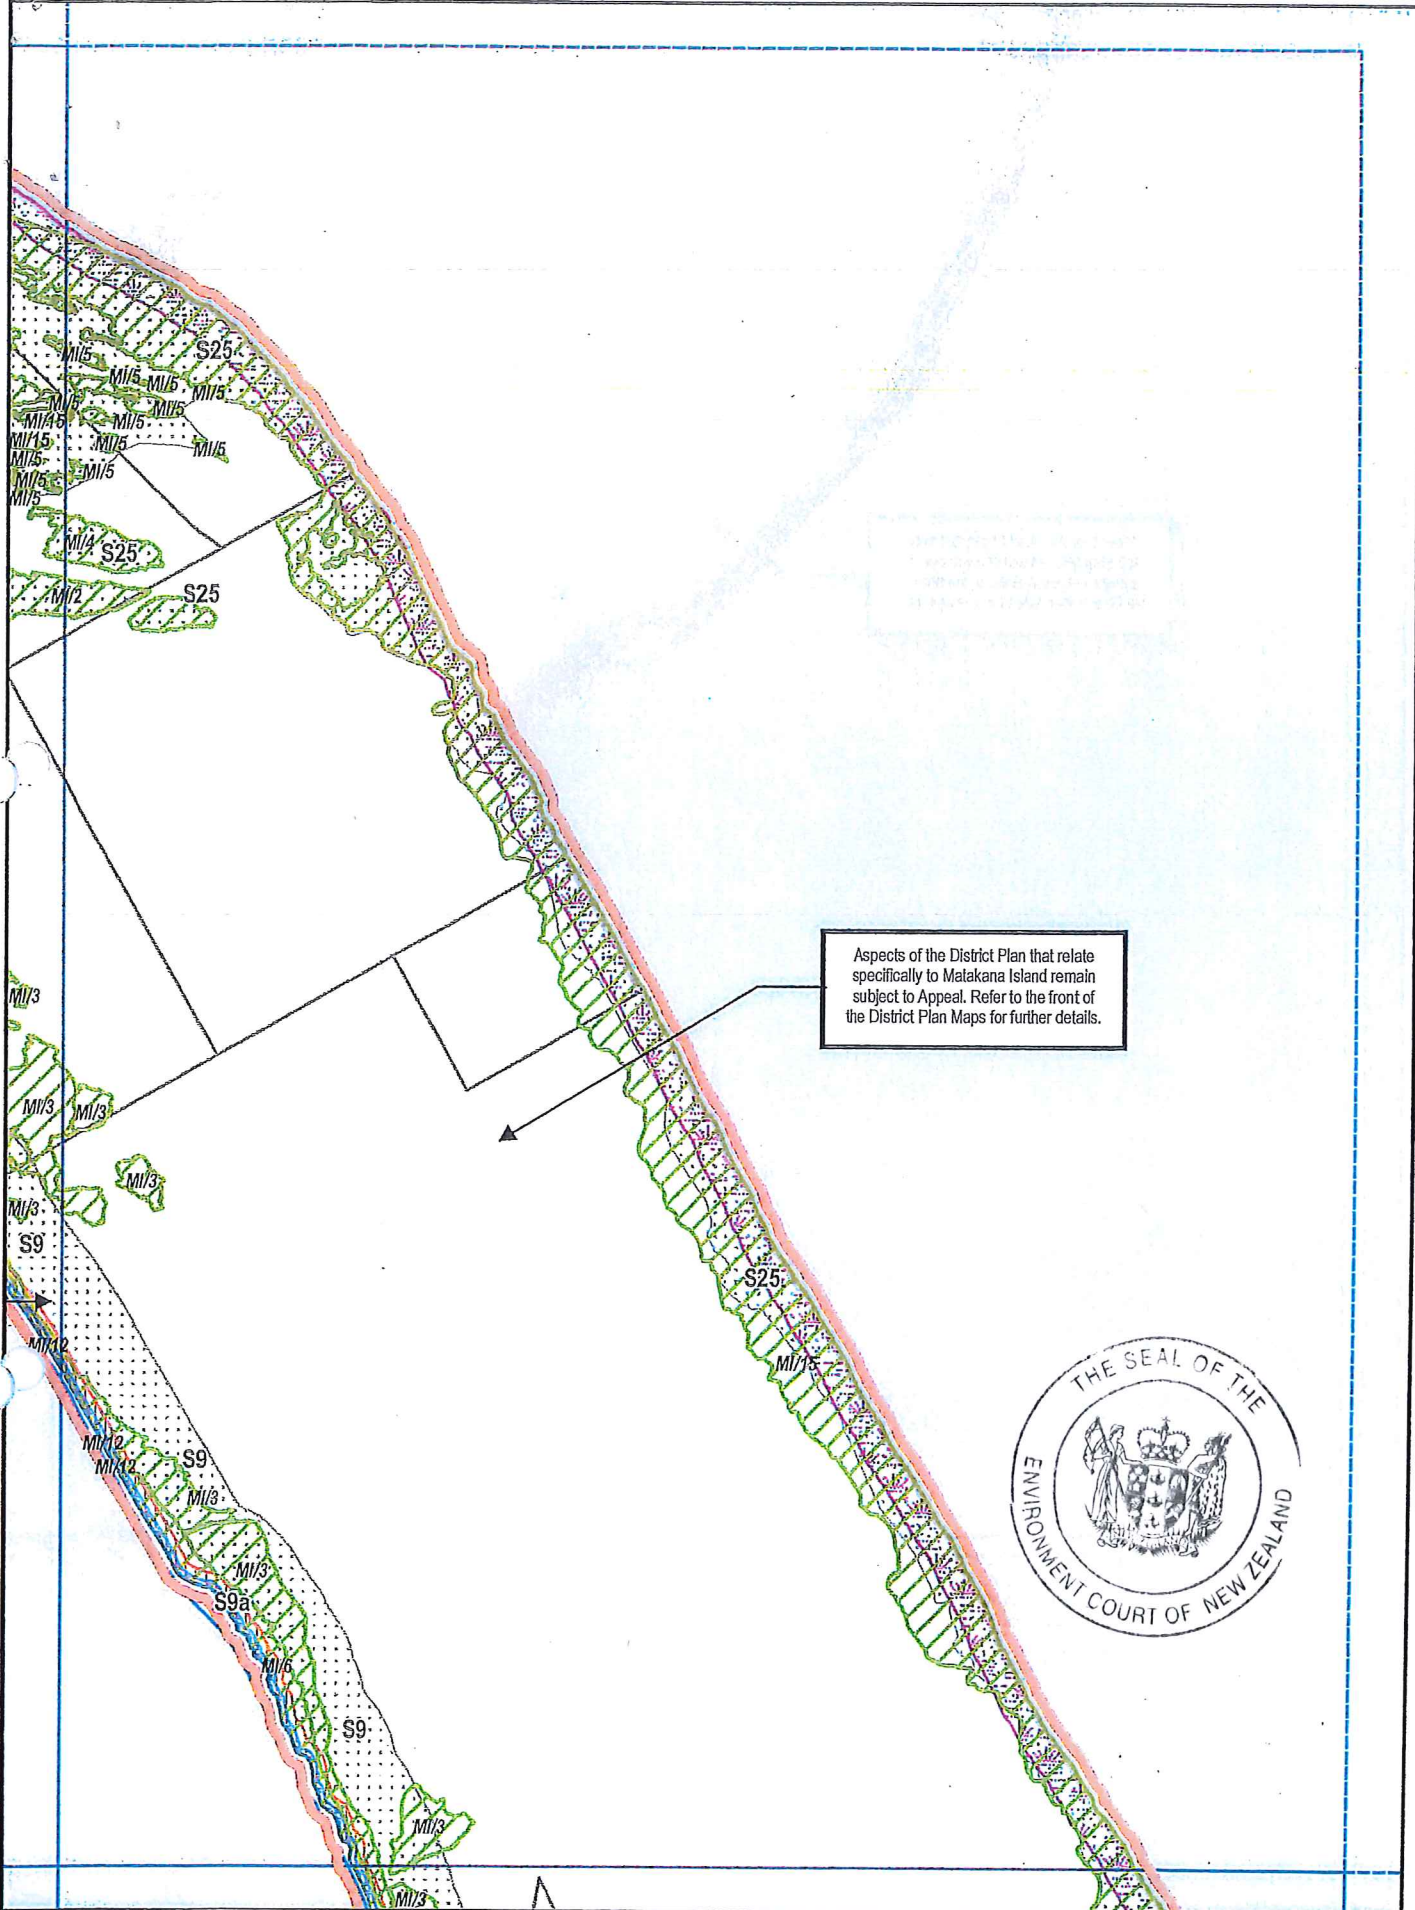 S25
MI/5
MI/5
MI/5
MI/5
MI/5
MI/5
MI/15
MI/5
MI/15
MI/5
MI/5
MI/5
MI/5
MI/5
MI/5
MI/4
S25
MI/2
S25
Aspects of the District Plan that relate
specifically to Matakana Island remain
subject to Appeal. Refer to the front of
the District Plan Maps for further details.
MI/3
MI/3
MI/3
MI/3
MI/3
S9
S25
MI/12
MI/15
THE SEAL OF THE
ENVIRONMENT COURT OF NEW ZEALAND
MI/12
S9
MI/12
MI/3
MI/3
S9a
MI/6
S9
MI/3
MI/3